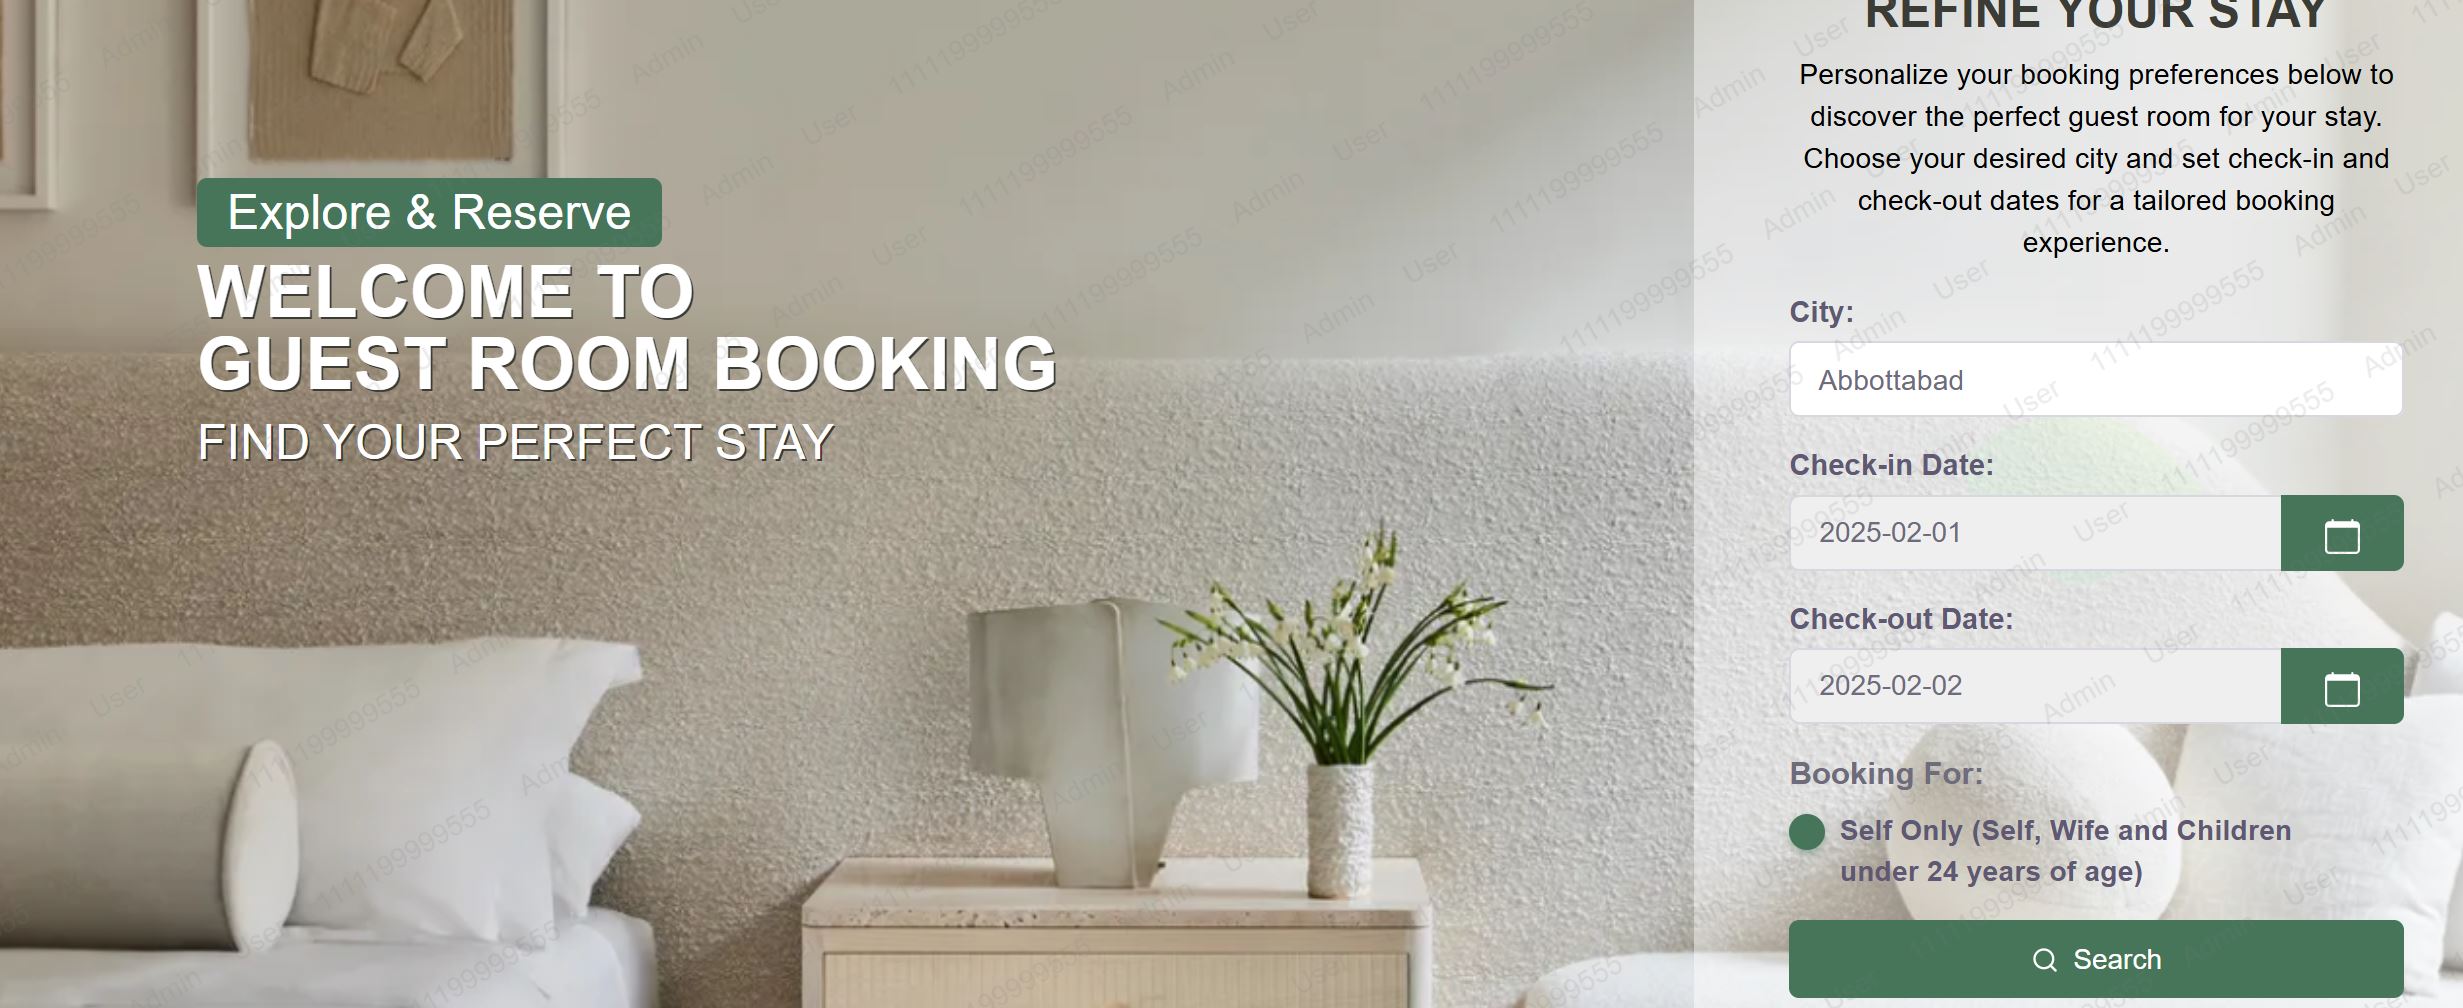 Explore & Reserve
WELCOME TO
GUEST ROOM BOOKING
FIND YOUR PERFECT STAY
REFINE YOUR STAY
Personalize your booking preferences below to
discover the perfect guest room for your stay.
Choose your desired city and set check-in and
check-out dates for a tailored booking
experience.
City:
Abbottabad
Check-in Date:
2025-02-01
Check-out Date:
2025-02-02
Booking For:
Self Only (Self, Wife and Children
under 24 years of age)
Search
Admin User 1111199999555